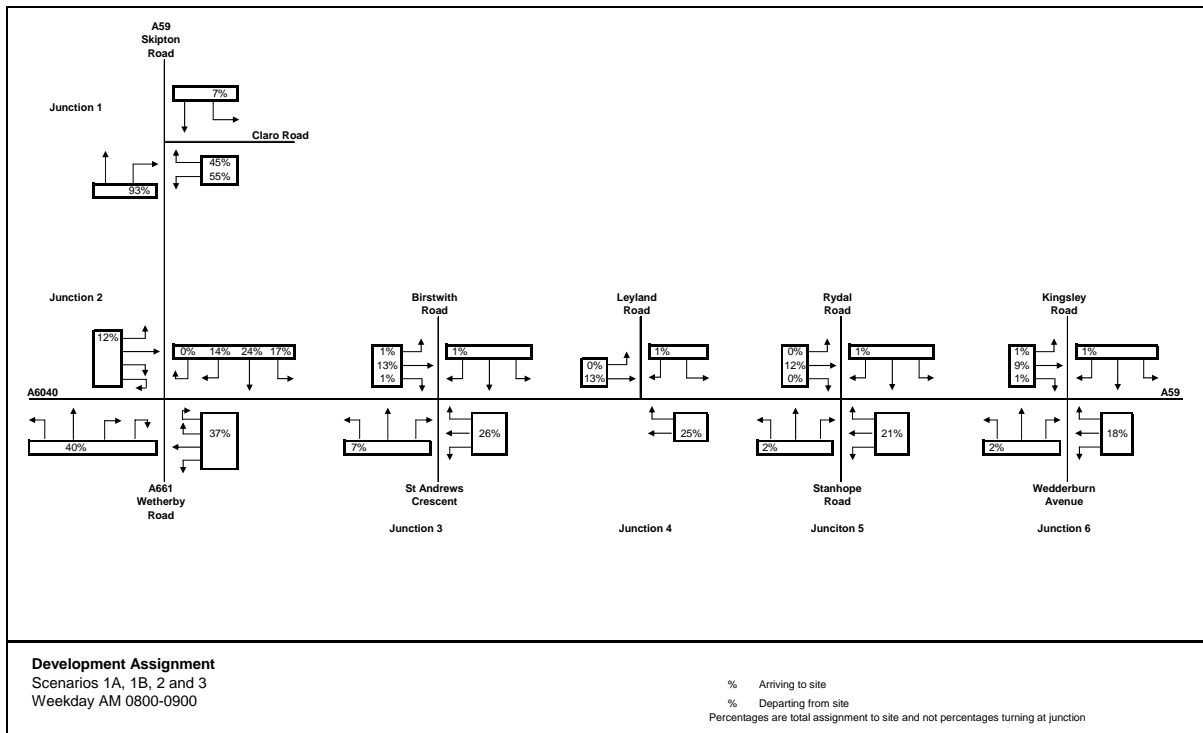 A59
Skipton
Road
Junction 1
7%
Claro Road
45%
55%
93%
Junction 2
12%
0% 14% 24% 17%
A6040
40%
37%
A661
Wetherby
Road
Birstwith
Road
1%
13%
1%
1%
7%
26%
St Andrews
Crescent
Junction 3
Leyland
Road
0%
13%
1%
25%
Junction 4
Rydal
Road
0%
12%
0%
1%
2%
21%
Stanhope
Road
Junciton 5
Kingsley
Road
1%
9%
1%
1%
A59
2%
18%
Wedderburn
Avenue
Junction 6
Development Assignment
Scenarios 1A, 1B, 2 and 3
Weekday AM 0800-0900
% Arriving to site
% Departing from site
Percentages are total assignment to site and not percentages turning at junction